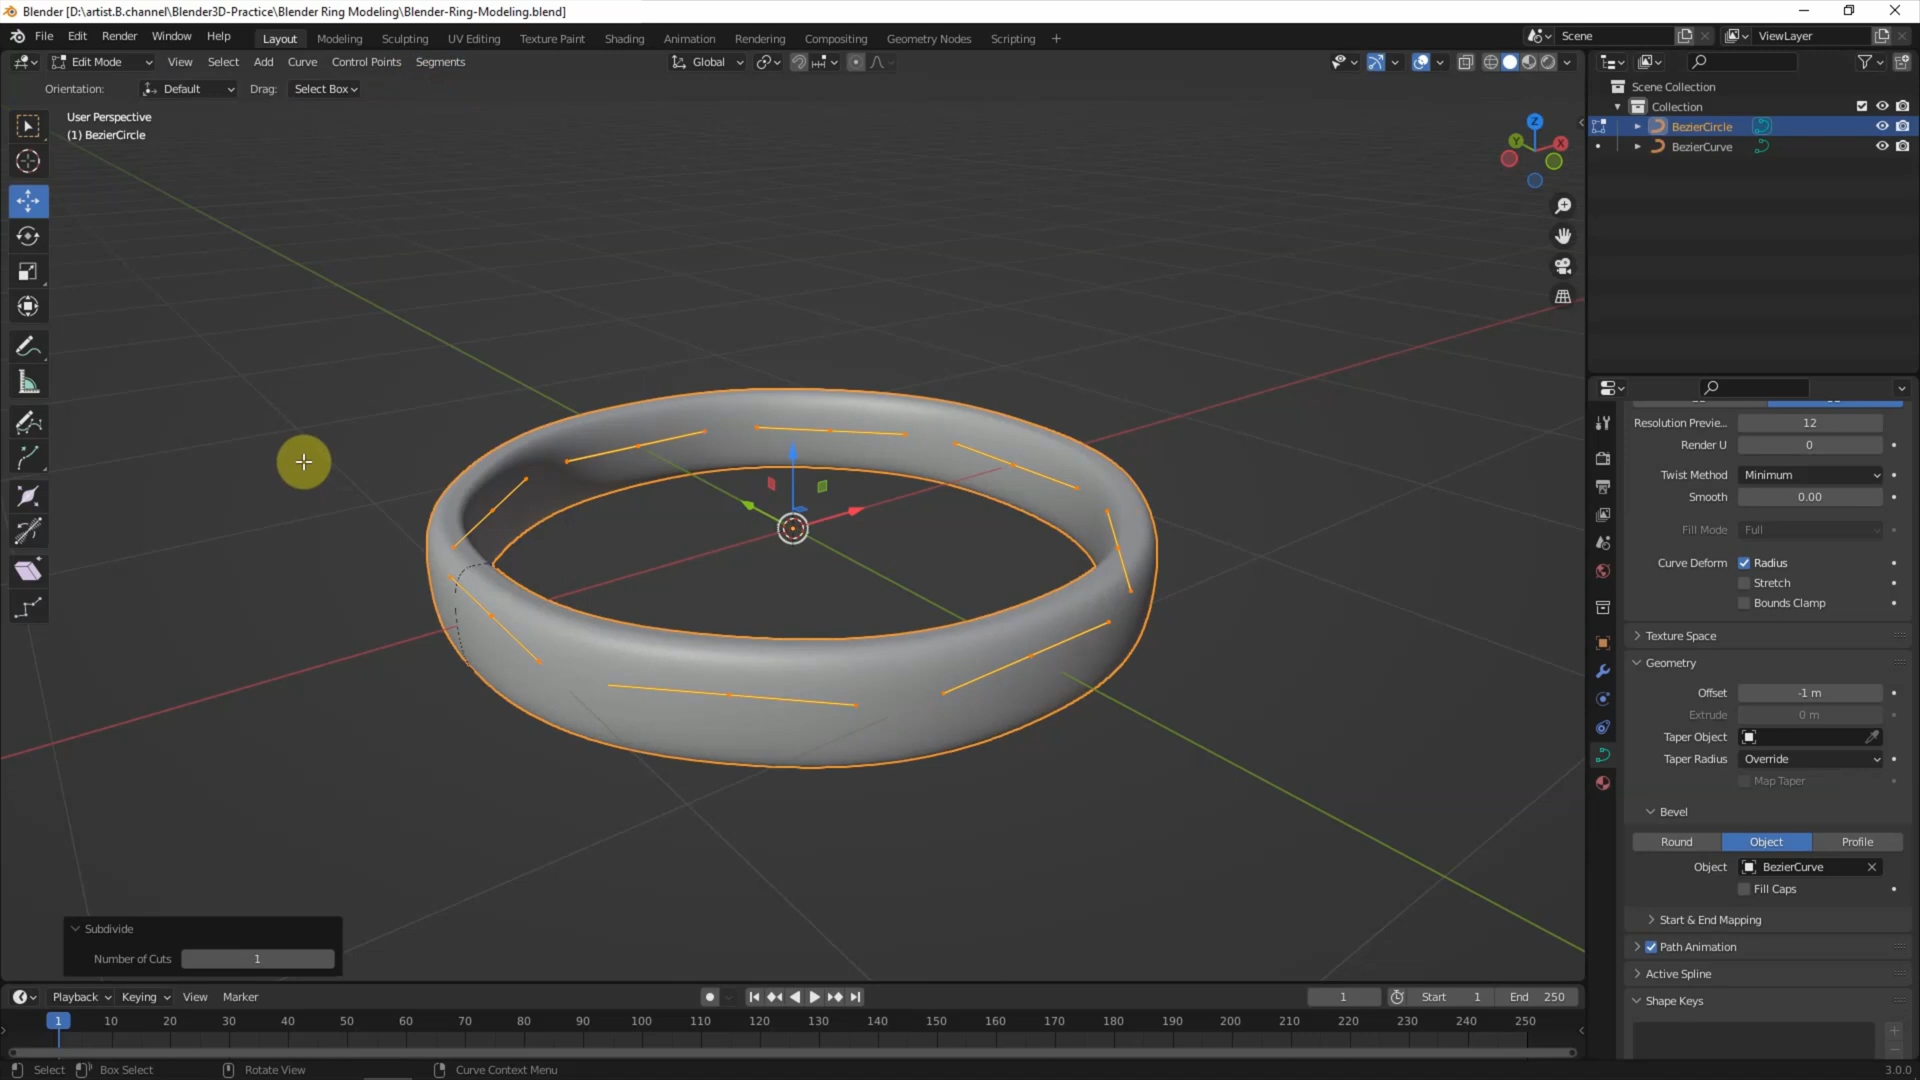 Blender [D:\artist.B.channel\Blender3D-Practice\Blender Ring Modeling\Blender-Ring-Modeling.blend]
File Edit Render Window Help Layout Modeling Sculpting UV Editing Texture Paint Shading Animation Rendering Compositing Geometry Nodes Scripting + Scene ViewLayer
Edit Mode View Select Add Curve Control Points Segments Global
Orientation: Default Drag: Select Box
User Perspective
(1) BezierCircle
Z
Y X
Scene Collection
Collection
BezierCircle
BezierCurve
Resolution Previe... 12
Render U 0
Twist Method Minimum
Smooth 0.00
Fill Mode Full
Curve Deform Radius
Stretch
Bounds Clamp
Texture Space
Geometry
Offset -1 m
Extrude 0 m
Taper Object
Taper Radius Override
Map Taper
Bevel
Round Object Profile
Object BezierCurve
Fill Caps
Start & End Mapping
Path Animation
Active Spline
Shape Keys
Subdivide
Number of Cuts 1
Playback Keying View Marker 1 Start 1 End 250
1 10 20 30 40 50 60 70 80 90 100 110 120 130 140 150 160 170 180 190 200 210 220 230 240 250
Select Box Select Rotate View Curve Context Menu 3.0.0